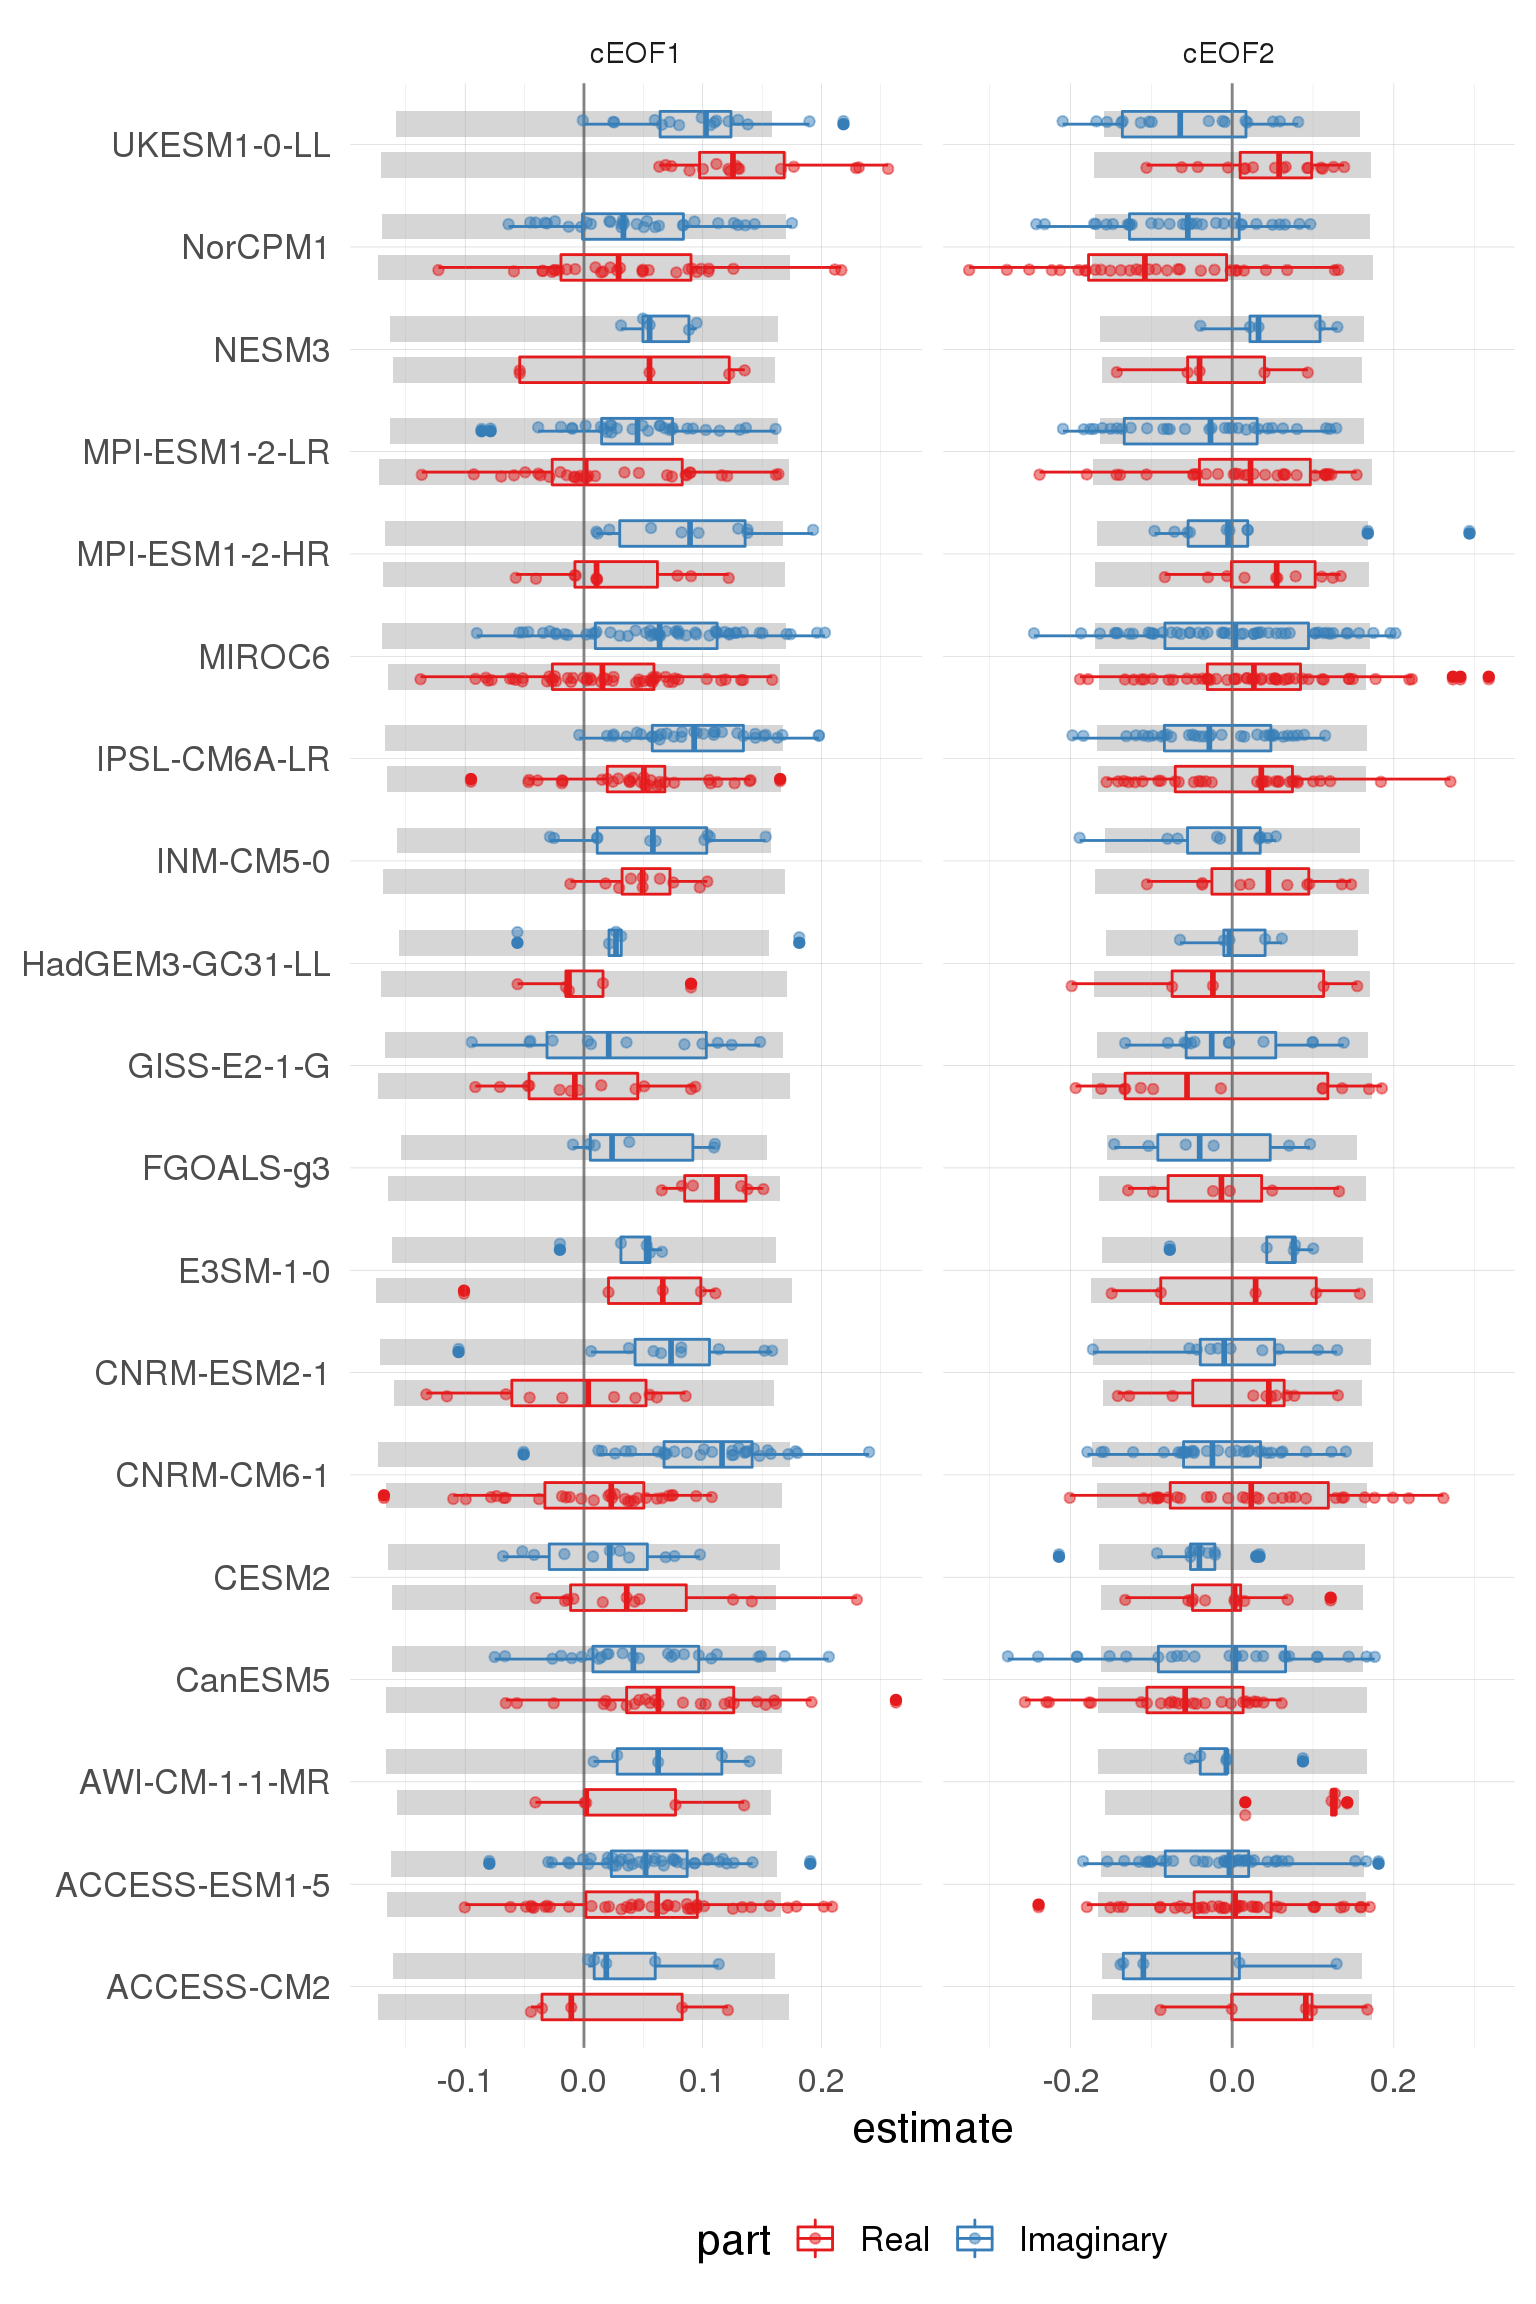 cEOF1 cEOF2
UKESM1-0-LL
NorCPM1
NESM3
MPI-ESM1-2-LR
MPI-ESM1-2-HR
MIROC6
IPSL-CM6A-LR
INM-CM5-0
HadGEM3-GC31-LL
GISS-E2-1-G
FGOALS-g3
E3SM-1-0
CNRM-ESM2-1
CNRM-CM6-1
CESM2
CanESM5
AWI-CM-1-1-MR
ACCESS-ESM1-5
ACCESS-CM2
-0.1 0.0 0.1 0.2 -0.2 0.0 0.2
estimate
part Real Imaginary